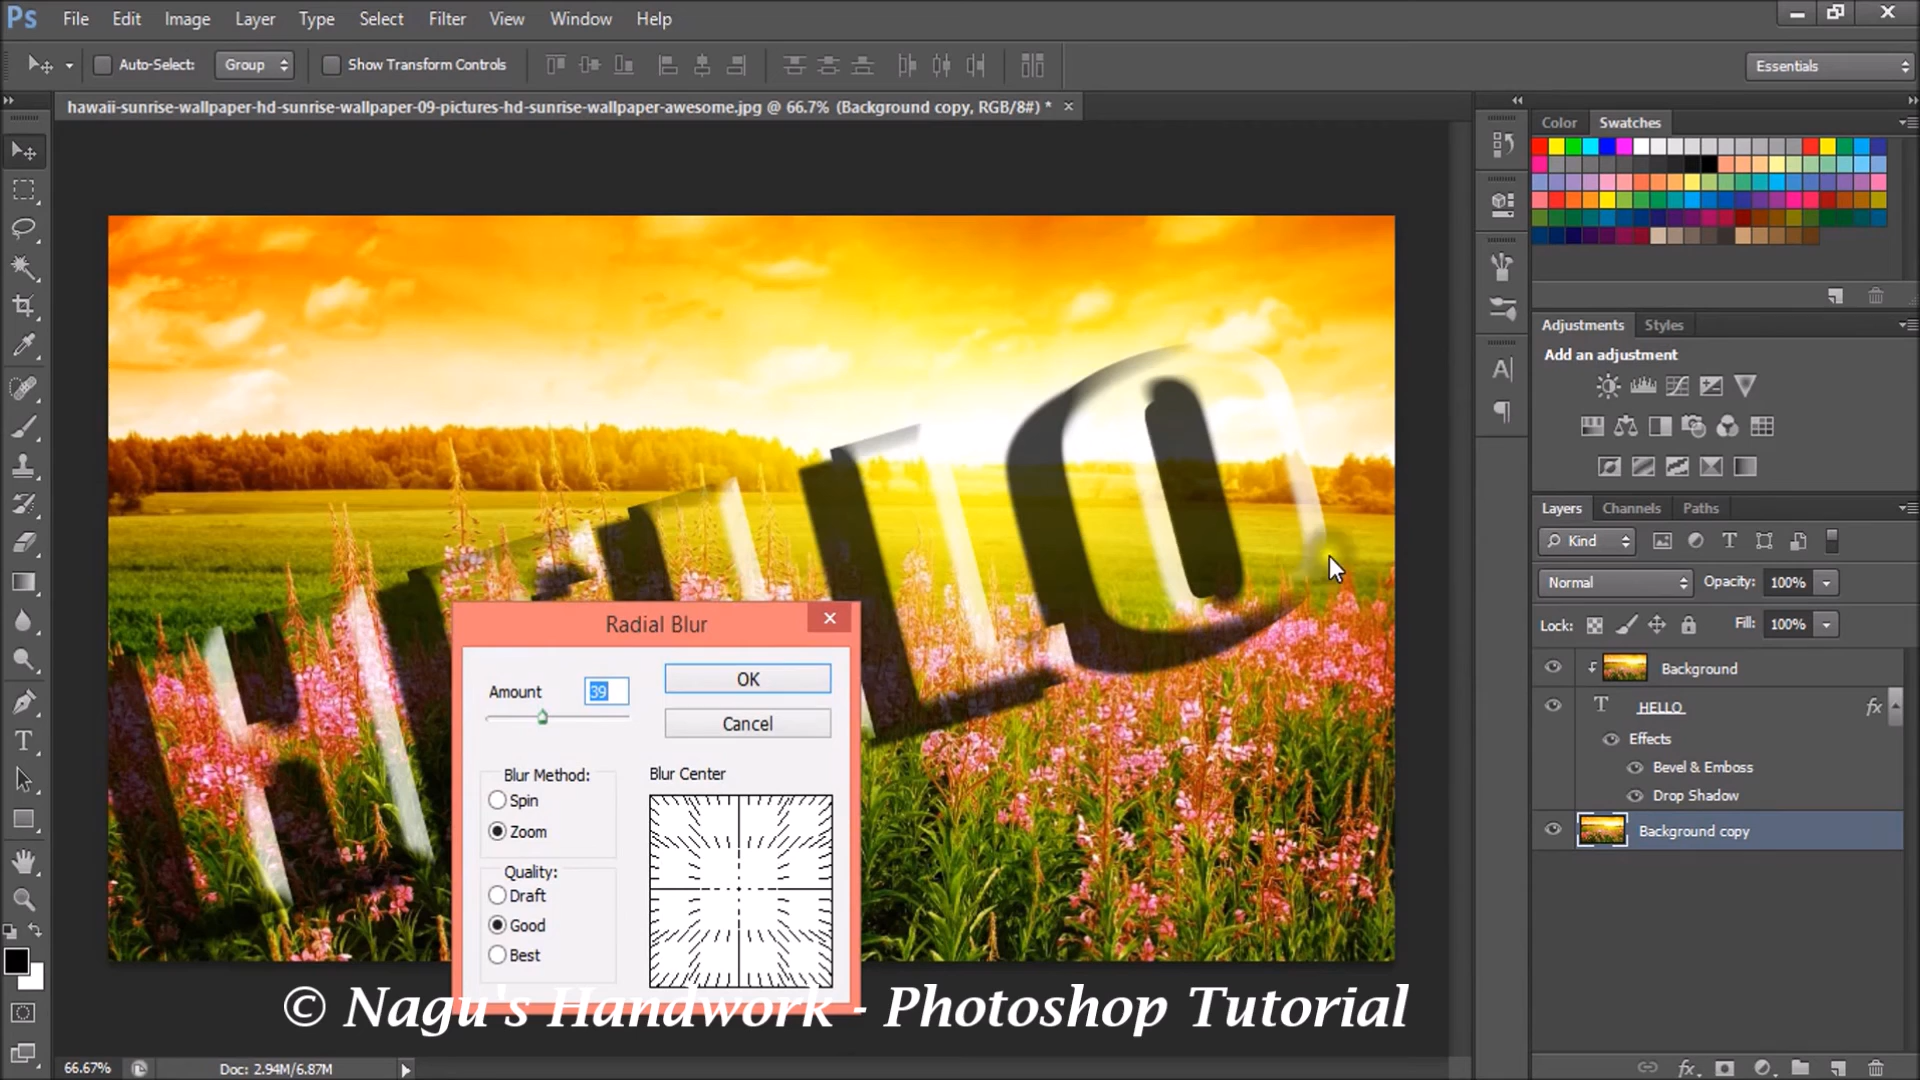 Ps File Edit Image Layer Type Select Filter View Window Help
Auto-Select: Group Show Transform Controls Essentials
hawaii-sunrise-wallpaper-hd-sunrise-wallpaper-09-pictures-hd-sunrise-wallpaper-awesome.jpg @ 66.7% (Background copy, RGB/8#) *
Color Swatches
Adjustments Styles
Add an adjustment
HELLO
Layers Channels Paths
Kind
Normal Opacity: 100%
Lock: Fill: 100%
Background
HELLO fx
Effects
Bevel & Emboss
Drop Shadow
Background copy
Radial Blur
Amount 39
OK
Cancel
Blur Method:
Spin
Zoom
Blur Center
Quality:
Draft
Good
Best
© Nagu's Handwork - Photoshop Tutorial
66.67% Doc: 2.94M/6.87M
fx